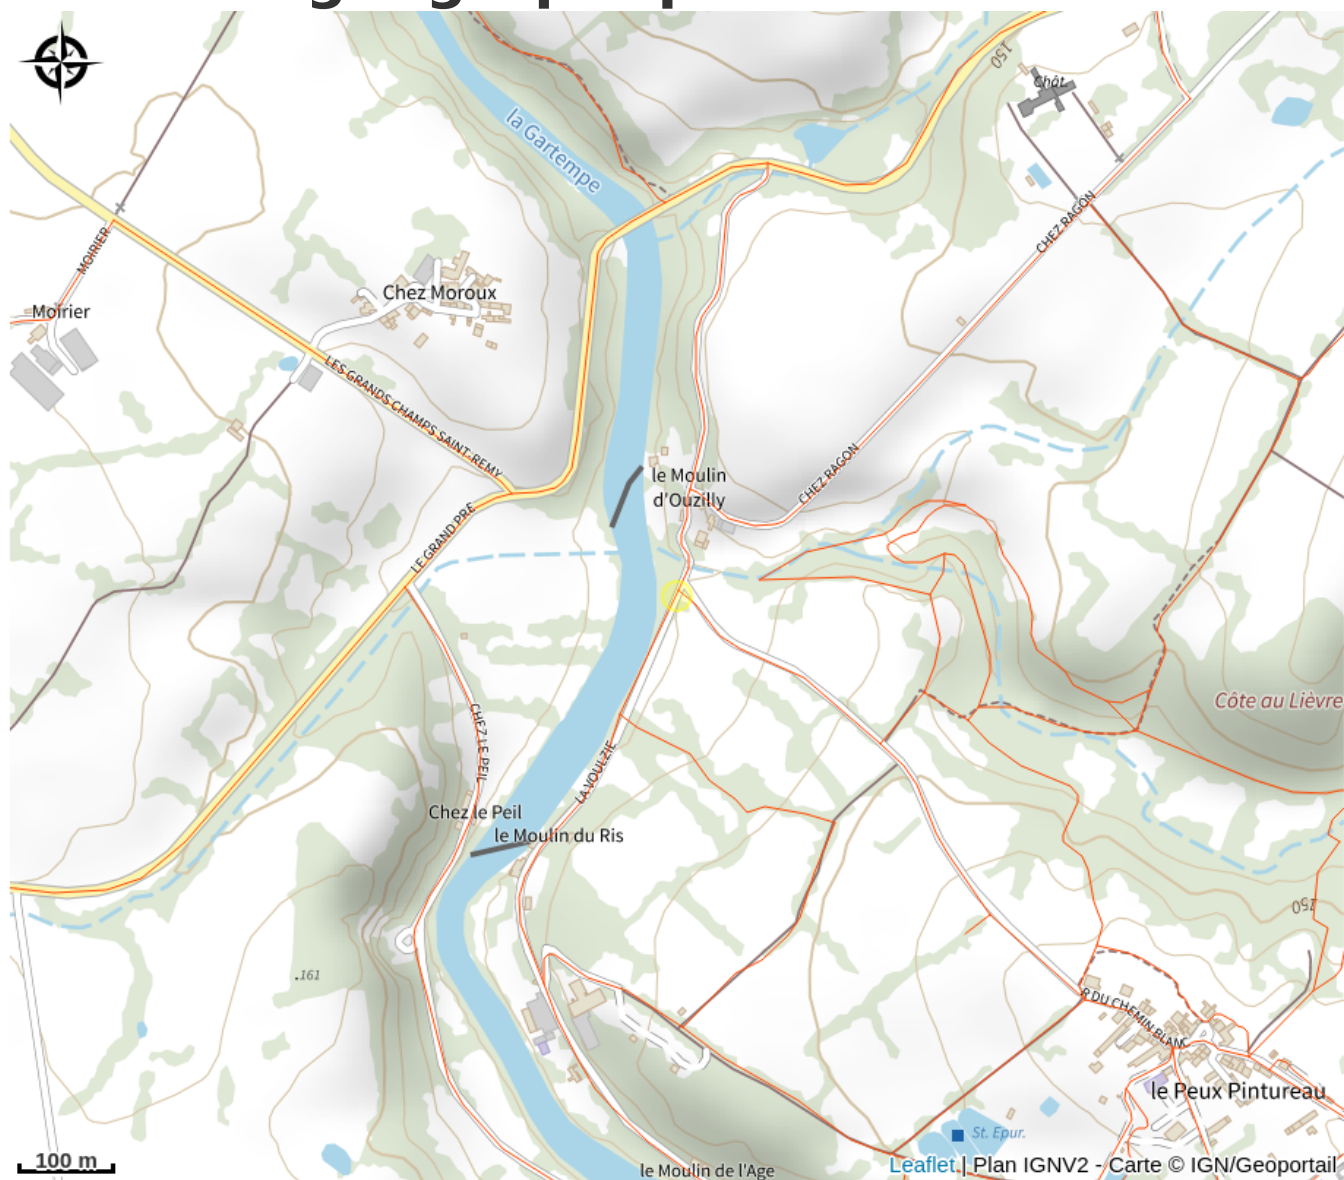 150
Chât.
la Gartempe
CHEZ RAGON
MOIRIER
Chez Moroux
Moirier
LES GRANDS CHAMPS SAINT-REMY
le Moulin
d'Ouzilly
CHEZ RAGON
LE GRAND PRE
Côte au Lièvre
CHEZ LE PEIL
LA VOULZIE
Chez le Peil
le Moulin du Ris
150
.161
R DU CHEMIN BLANC
le Peux Pintureau
St. Epur.
100 m
le Moulin de l'Age
Leaflet | Plan IGNV2 - Carte © IGN/Geoportail